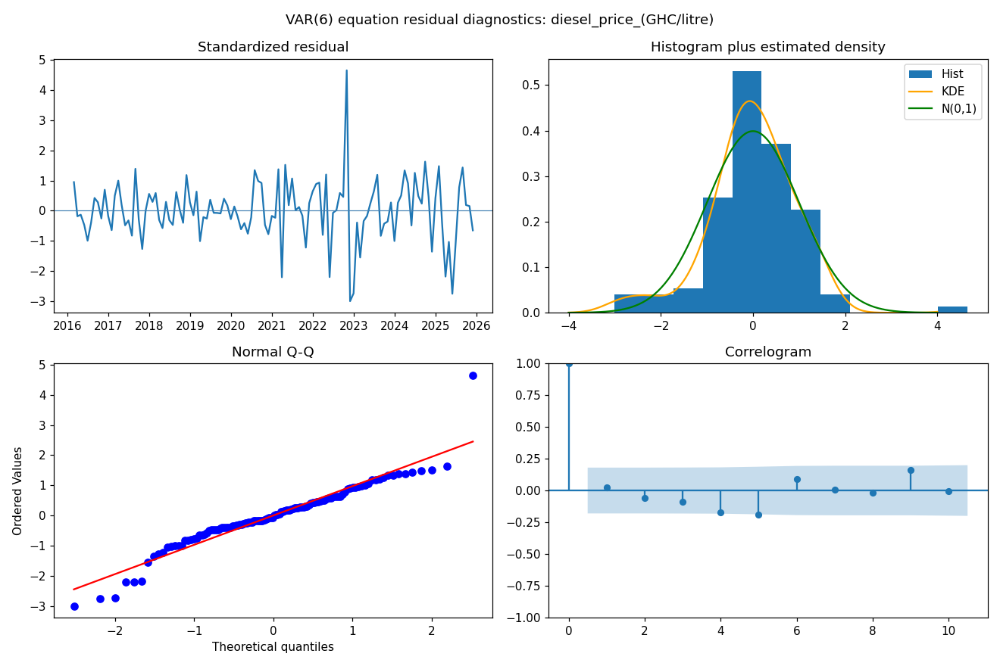 VAR(6) equation residual diagnostics: diesel_price_(GHC/litre)
Standardized residual
5
4
3
2
1
0
−1
−2
−3
2016 2017 2018 2019 2020 2021 2022 2023 2024 2025 2026
Histogram plus estimated density
Hist
KDE
N(0,1)
0.5
0.4
0.3
0.2
0.1
0.0
−4 −2 0 2 4
Normal Q-Q
Ordered Values
5
4
3
2
1
0
−1
−2
−3
−2 −1 0 1 2
Theoretical quantiles
Correlogram
1.00
0.75
0.50
0.25
0.00
−0.25
−0.50
−0.75
−1.00
0 2 4 6 8 10